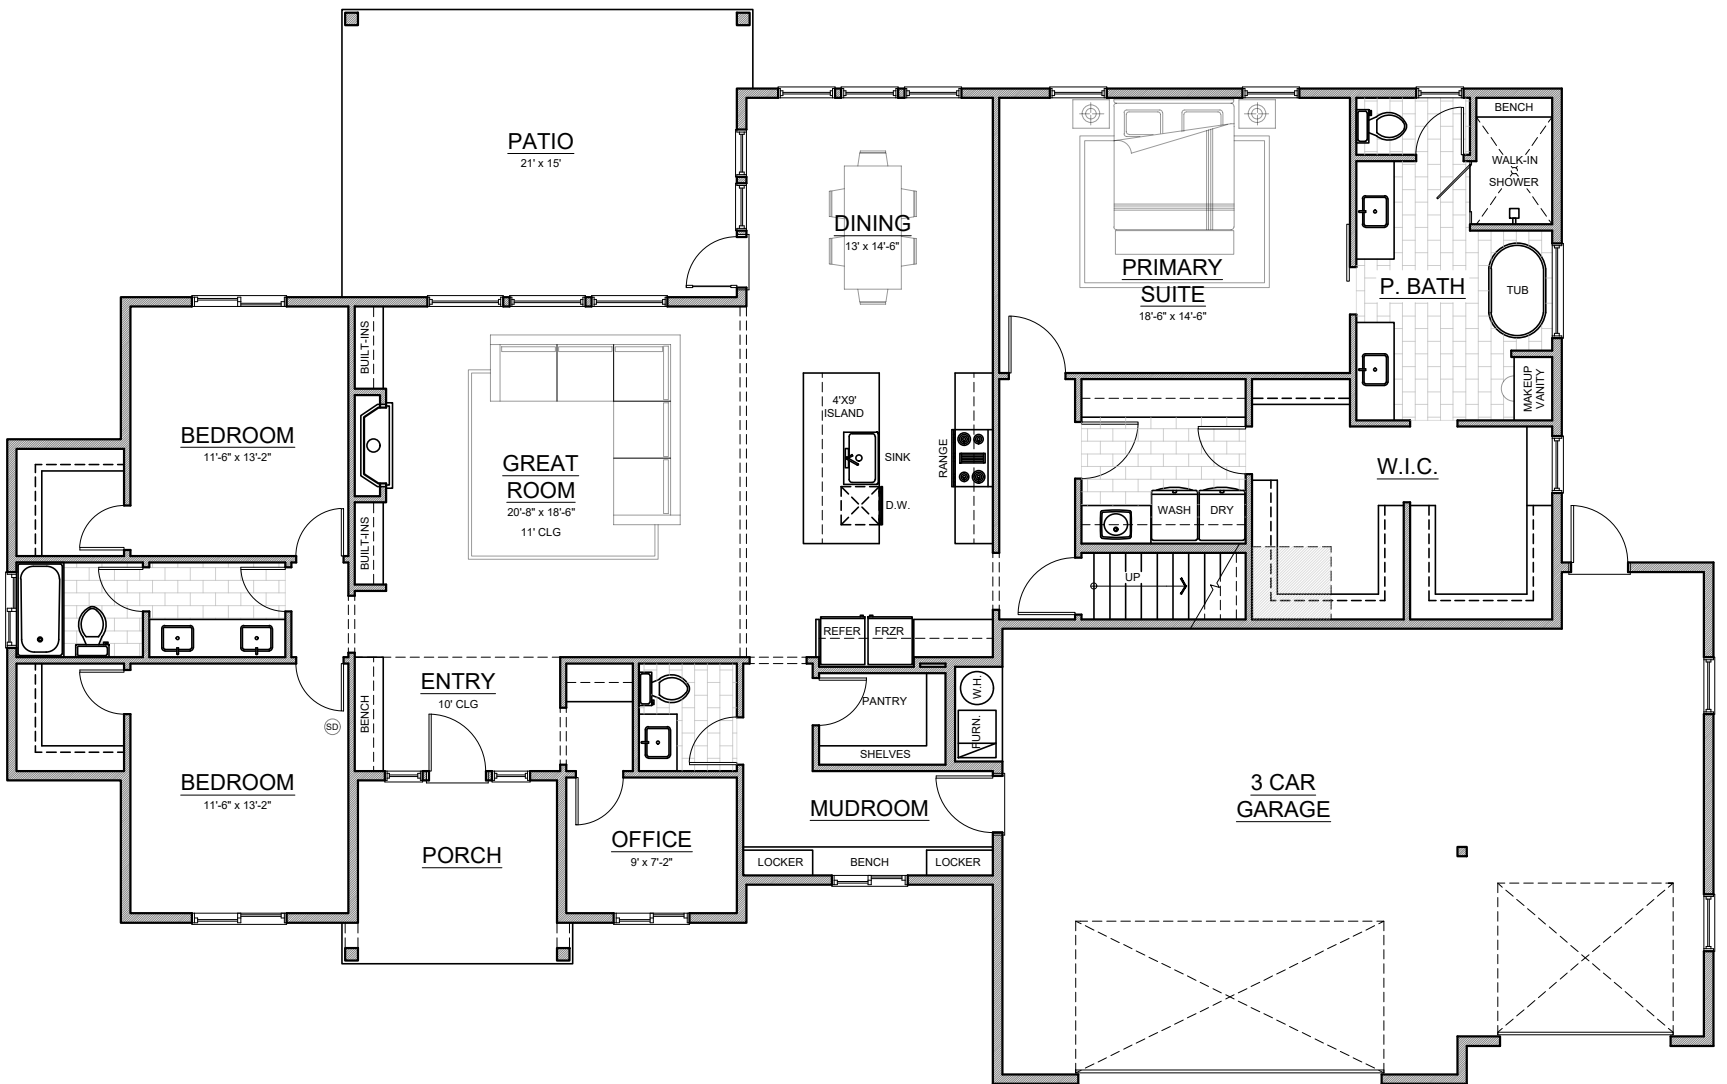 PATIO
21' x 15'
DINING
13' x 14'-6"
PRIMARY
SUITE
18'-6" x 14'-6"
BENCH
WALK-IN
SHOWER
P. BATH
TUB
MAKEUP
VANITY
BUILT-INS
4'X9'
ISLAND
SINK
D.W.
RANGE
BEDROOM
11'-6" x 13'-2"
GREAT
ROOM
20'-8" x 18'-6"
11' CLG
BUILT-INS
W.I.C.
WASH
DRY
UP
REFER
FRZR
ENTRY
10' CLG
BENCH
SD
PANTRY
SHELVES
W.H.
FURN.
BEDROOM
11'-6" x 13'-2"
PORCH
OFFICE
9' x 7'-2"
MUDROOM
LOCKER
BENCH
LOCKER
3 CAR
GARAGE